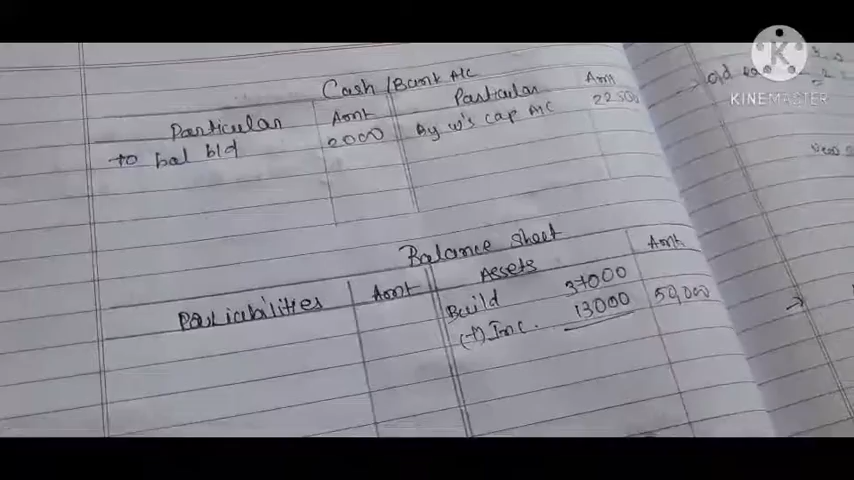 KINEMASTER
Cash / Bank A/C
Particular Amt Particular Amt
to bal b/d 2000 By w's cap A/C 22500
Balance sheet
Liabilities Amt Assets Amt
Build 37000
(+) Inc. 13000 50,000
old